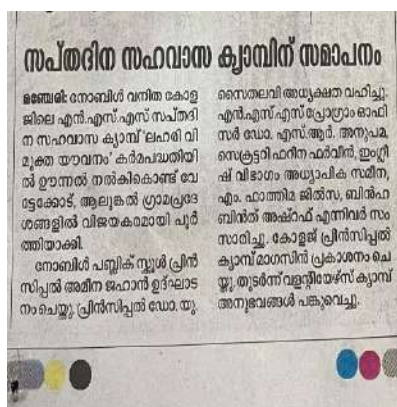 സപ്തദിന സഹവാസ ക്യാമ്പിന് സമാപനം
മഞ്ചേരി: നോബിൾ വനിത കോള
ജിലെ എൻ.എസ്.എസ് സപ്തദി
ന സഹവാസ ക്യാമ്പ് 'ലഹരി വി
മുക്ത യൗവനം' കർമപദ്ധതിയി
ൽ ഊന്നൽ നൽകികൊണ്ട് വേ
ട്ടേക്കോട്, ആലുങ്കൽ ഗ്രാമപ്രദേ
ശങ്ങളിൽ വിജയകരമായി പൂർ
ത്തിയാക്കി.
നോബിൾ പബ്ലിക് സ്കൂൾ പ്രിൻ
സിപ്പൽ അമീന ജഹാൻ ഉദ്ഘാട
നം ചെയ്തു. പ്രിൻസിപ്പൽ ഡോ. യു.
സൈതലവി അധ്യക്ഷത വഹിച്ചു.
എൻ.എസ്.എസ് പ്രോഗ്രാം ഓഫി
സർ ഡോ. എസ്.ആർ. അനുപമ,
സെക്രട്ടറി ഫറിന ഫർവീൻ, ഇംഗ്ലീ
ഷ് വിഭാഗം അധ്യാപിക സമീന,
എം. ഫാത്തിമ ജിൽസ, ബിൻഹ
ബിൻത് അഷ്റഫ് എന്നിവർ സം
സാരിച്ചു. കോളജ് പ്രിൻസിപ്പൽ
ക്യാമ്പ് മാഗസിൻ പ്രകാശനം ചെ
യ്തു. തുടർന്ന് വളന്റിയേഴ്സ് ക്യാമ്പ്
അനുഭവങ്ങൾ പങ്കുവെച്ചു.